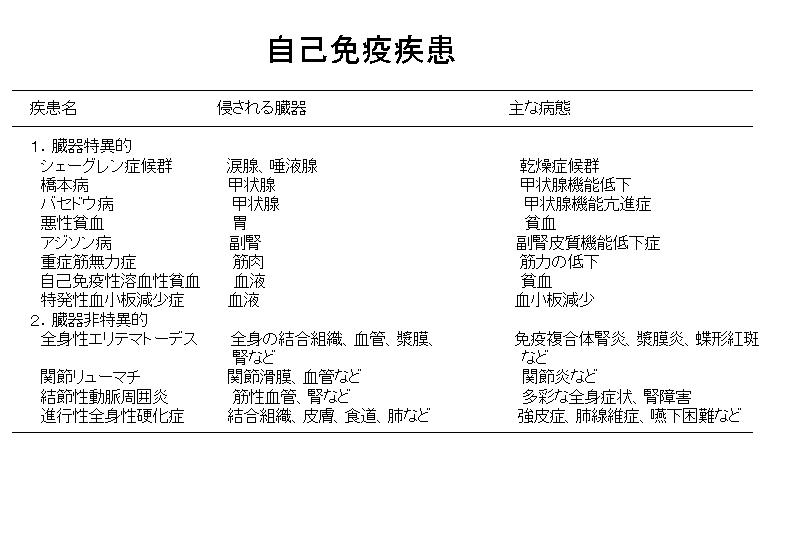 自己免疫疾患
疾患名 侵される臓器 主な病態
1. 臓器特異的
シェーグレン症候群 涙腺、唾液腺 乾燥症候群
橋本病 甲状腺 甲状腺機能低下
バセドウ病 甲状腺 甲状腺機能亢進症
悪性貧血 胃 貧血
アジソン病 副腎 副腎皮質機能低下症
重症筋無力症 筋肉 筋力の低下
自己免疫性溶血性貧血 血液 貧血
特発性血小板減少症 血液 血小板減少
2. 臓器非特異的
全身性エリテマトーデス 全身の結合組織、血管、漿膜、 免疫複合体腎炎、漿膜炎、蝶形紅斑
腎など など
関節リューマチ 関節滑膜、血管など 関節炎など
結節性動脈周囲炎 筋性血管、腎など 多彩な全身症状、腎障害
進行性全身性硬化症 結合組織、皮膚、食道、肺など 強皮症、肺線維症、嚥下困難など